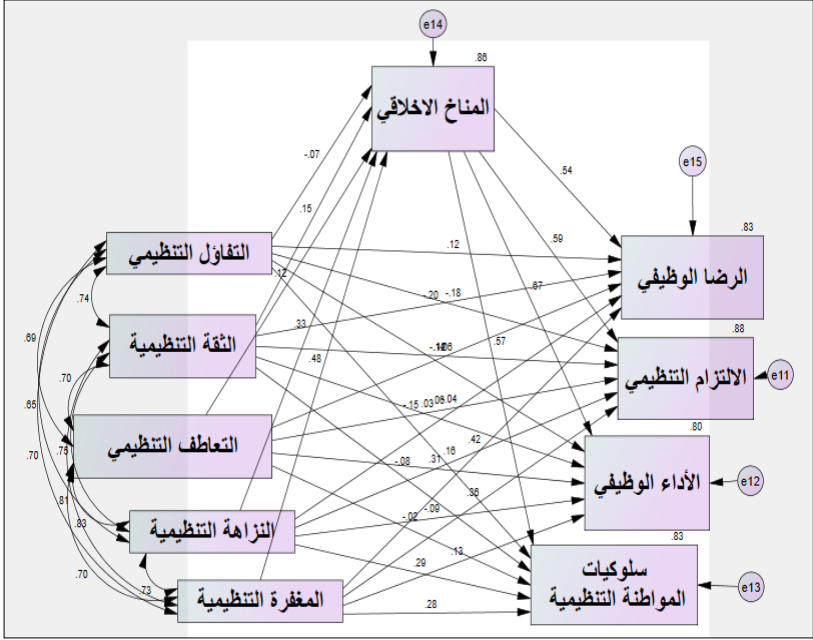 e14
.86
المناخ الاخلاقي
e15
-.07
.54
.15
.59
.83
التفاؤل التنظيمي
.12
.12
الرضا الوظيفي
.74
.20
-.18
.67
.69
الثقة التنظيمية
.33
.48
.57
.88
.70
.65
الالتزام التنظيمي
e11
-.15
.03
.04
.80
التعاطف التنظيمي
.70
.75
-.08
.31
.16
.42
الأداء الوظيفي
e12
.81
.83
النزاهة التنظيمية
-.02
-.09
.36
.83
.70
.73
.29
.13
سلوكيات
المواطنة التنظيمية
e13
المغفرة التنظيمية
.28